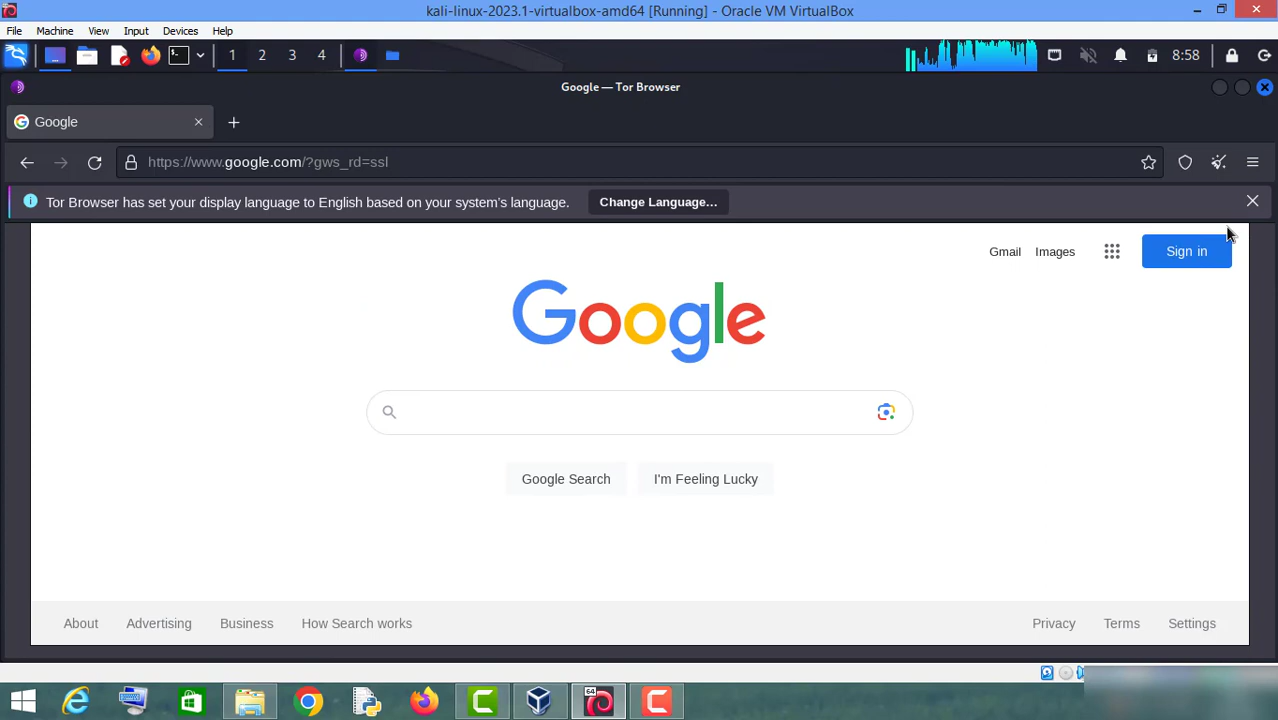 kali-linux-2023.1-virtualbox-amd64 [Running] - Oracle VM VirtualBox
File Machine View Input Devices Help
1 2 3 4 8:58
Google — Tor Browser
Google
https://www.google.com/?gws_rd=ssl
Tor Browser has set your display language to English based on your system's language. Change Language...
Gmail Images Sign in
Google
Google Search I'm Feeling Lucky
About Advertising Business How Search works Privacy Terms Settings
64